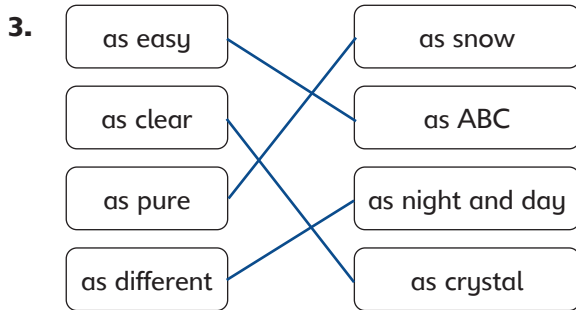 3.
as easy
as snow
as clear
as ABC
as pure
as night and day
as different
as crystal